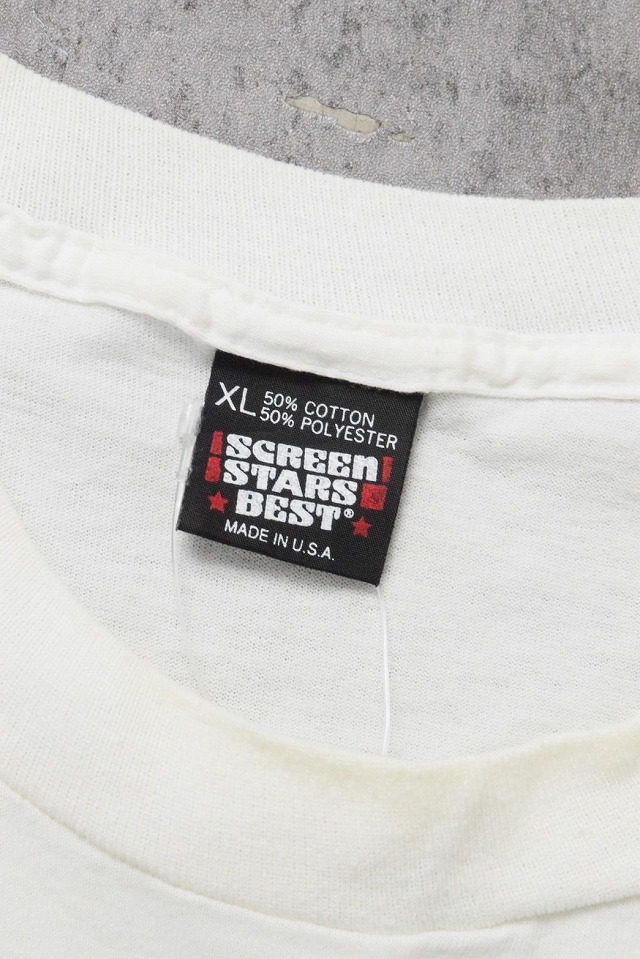 XL 50% COTTON
50% POLYESTER
SCREEN
STARS
BEST®
MADE IN U.S.A.